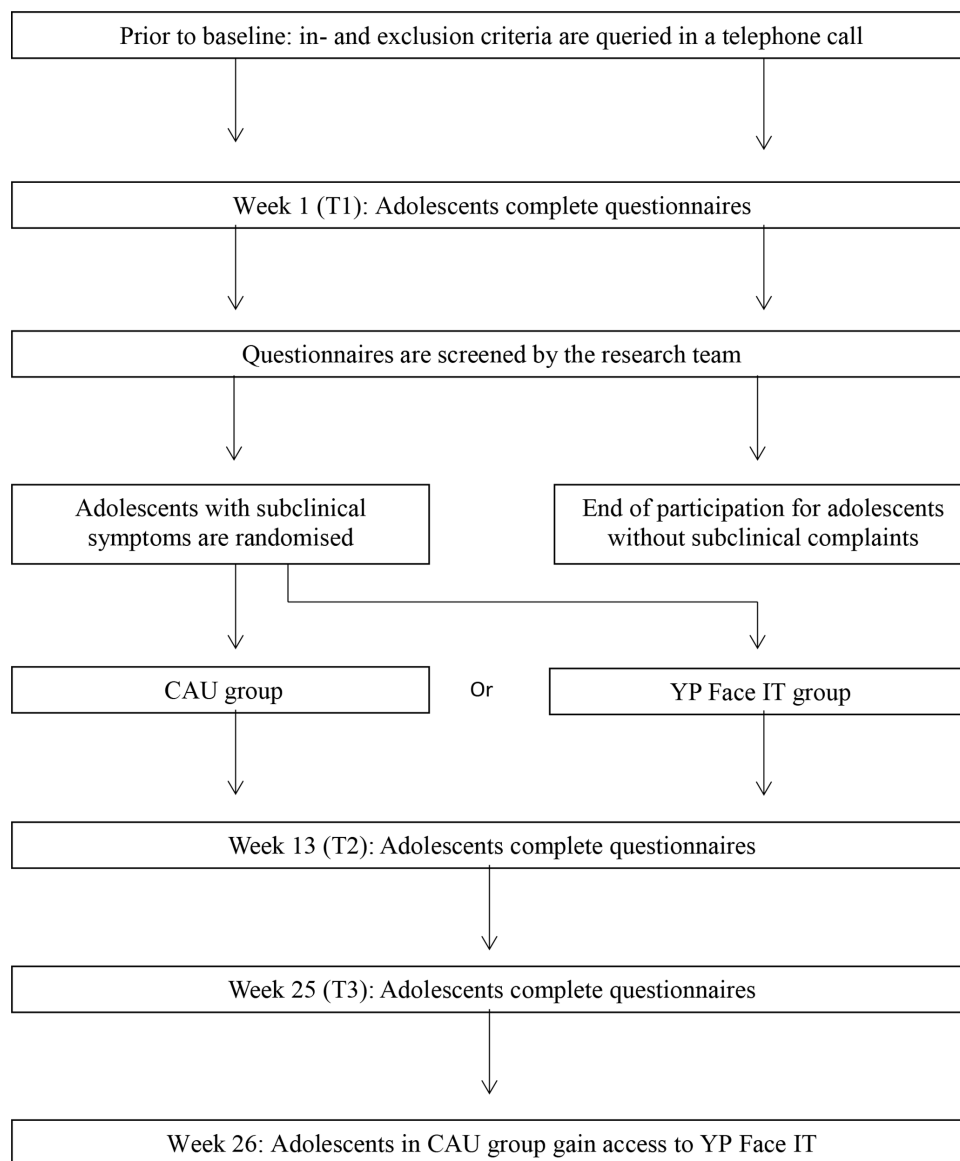 Prior to baseline: in- and exclusion criteria are queried in a telephone call
Week 1 (T1): Adolescents complete questionnaires
Questionnaires are screened by the research team
Adolescents with subclinical
symptoms are randomised
End of participation for adolescents
without subclinical complaints
CAU group
Or
YP Face IT group
Week 13 (T2): Adolescents complete questionnaires
Week 25 (T3): Adolescents complete questionnaires
Week 26: Adolescents in CAU group gain access to YP Face IT